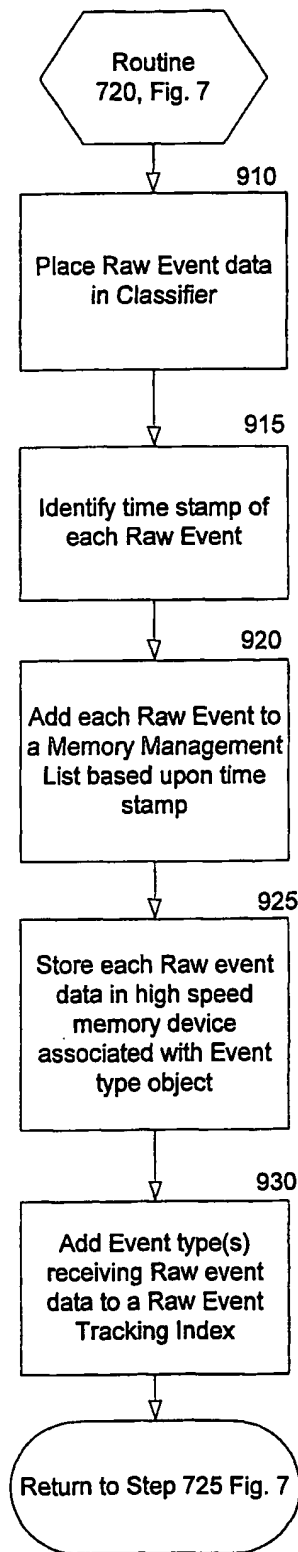 Routine
720, Fig. 7
910
Place Raw Event data
in Classifier
915
Identify time stamp of
each Raw Event
920
Add each Raw Event to
a Memory Management
List based upon time
stamp
925
Store each Raw event
data in high speed
memory device
associated with Event
type object
930
Add Event type(s)
receiving Raw event
data to a Raw Event
Tracking Index
Return to Step 725 Fig. 7